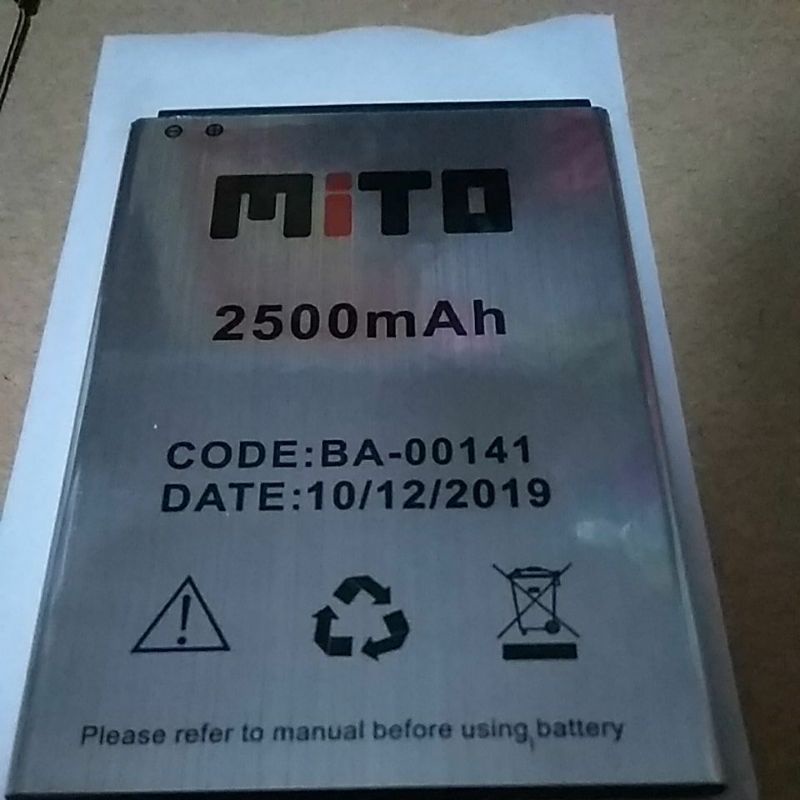 MiTO
2500mAh
CODE:BA-00141
DATE:10/12/2019
Please refer to manual before using,battery